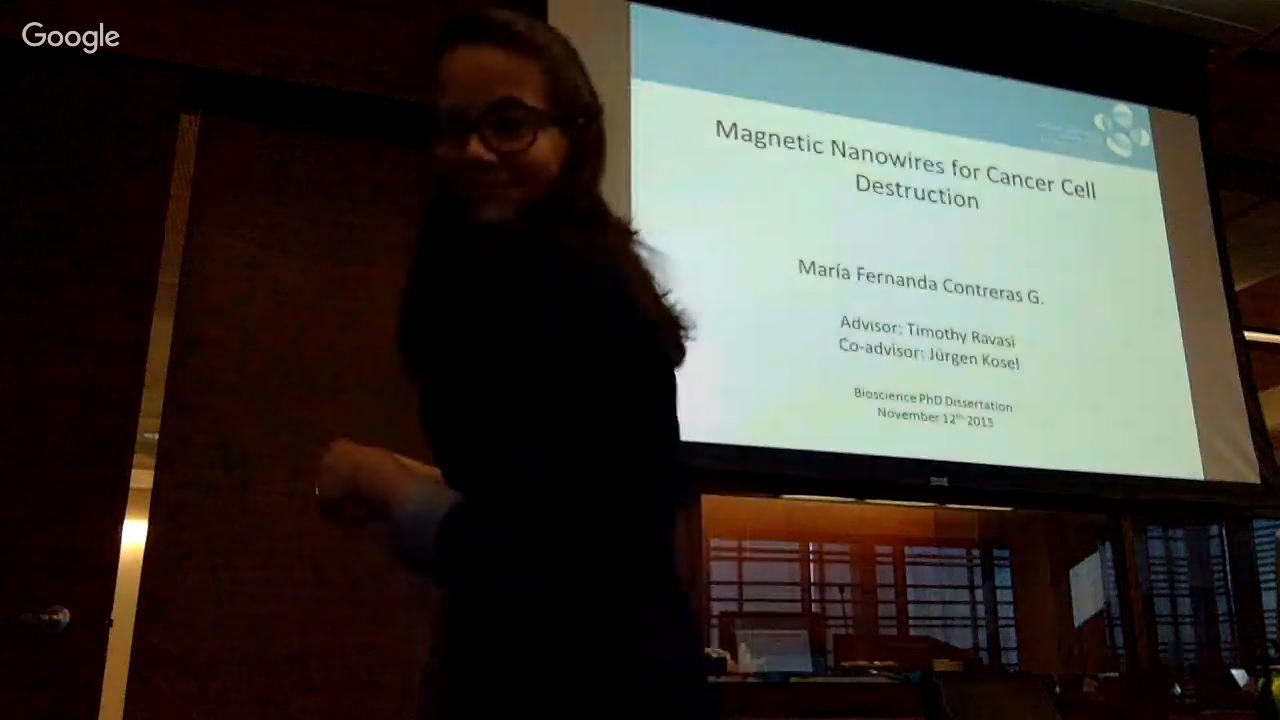 Google
Magnetic Nanowires for Cancer Cell
Destruction
María Fernanda Contreras G.
Advisor: Timothy Ravasi
Co-advisor: Jürgen Kosel
Bioscience PhD Dissertation
November 12th 2015